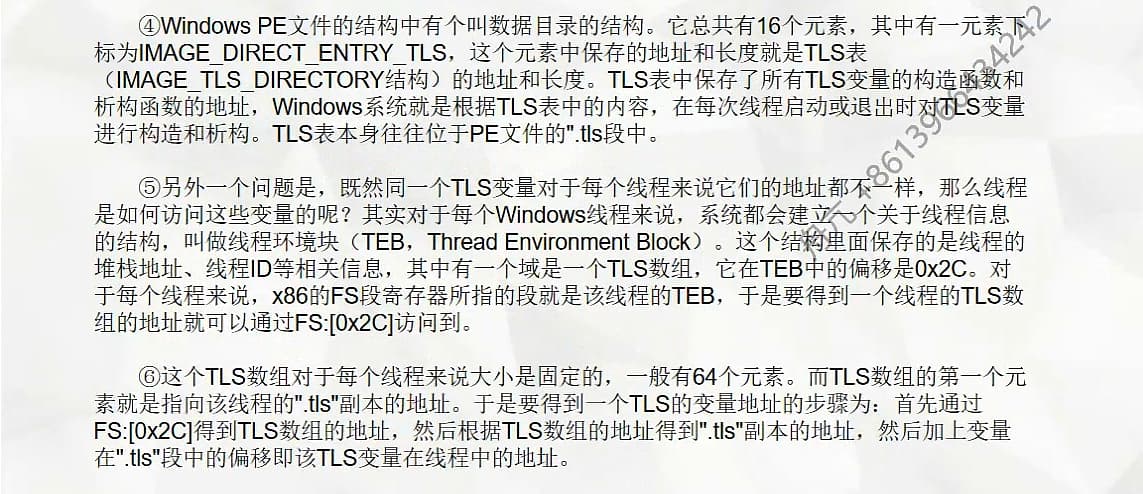 ④Windows PE文件的结构中有个叫数据目录的结构。它总共有16个元素，其中有一元素下
标为IMAGE_DIRECT_ENTRY_TLS，这个元素中保存的地址和长度就是TLS表
（IMAGE_TLS_DIRECTORY结构）的地址和长度。TLS表中保存了所有TLS变量的构造函数和
析构函数的地址，Windows系统就是根据TLS表中的内容，在每次线程启动或退出时对TLS变量
进行构造和析构。TLS表本身往往位于PE文件的".tls段中。
⑤另外一个问题是，既然同一个TLS变量对于每个线程来说它们的地址都不一样，那么线程
是如何访问这些变量的呢？其实对于每个Windows线程来说，系统都会建立一个关于线程信息
的结构，叫做线程环境块（TEB，Thread Environment Block）。这个结构里面保存的是线程的
堆栈地址、线程ID等相关信息，其中有一个域是一个TLS数组，它在TEB中的偏移是0x2C。对
于每个线程来说，x86的FS段寄存器所指的段就是该线程的TEB，于是要得到一个线程的TLS数
组的地址就可以通过FS:[0x2C]访问到。
⑥这个TLS数组对于每个线程来说大小是固定的，一般有64个元素。而TLS数组的第一个元
素就是指向该线程的".tls"副本的地址。于是要得到一个TLS的变量地址的步骤为：首先通过
FS:[0x2C]得到TLS数组的地址，然后根据TLS数组的地址得到".tls"副本的地址，然后加上变量
在".tls"段中的偏移即该TLS变量在线程中的地址。